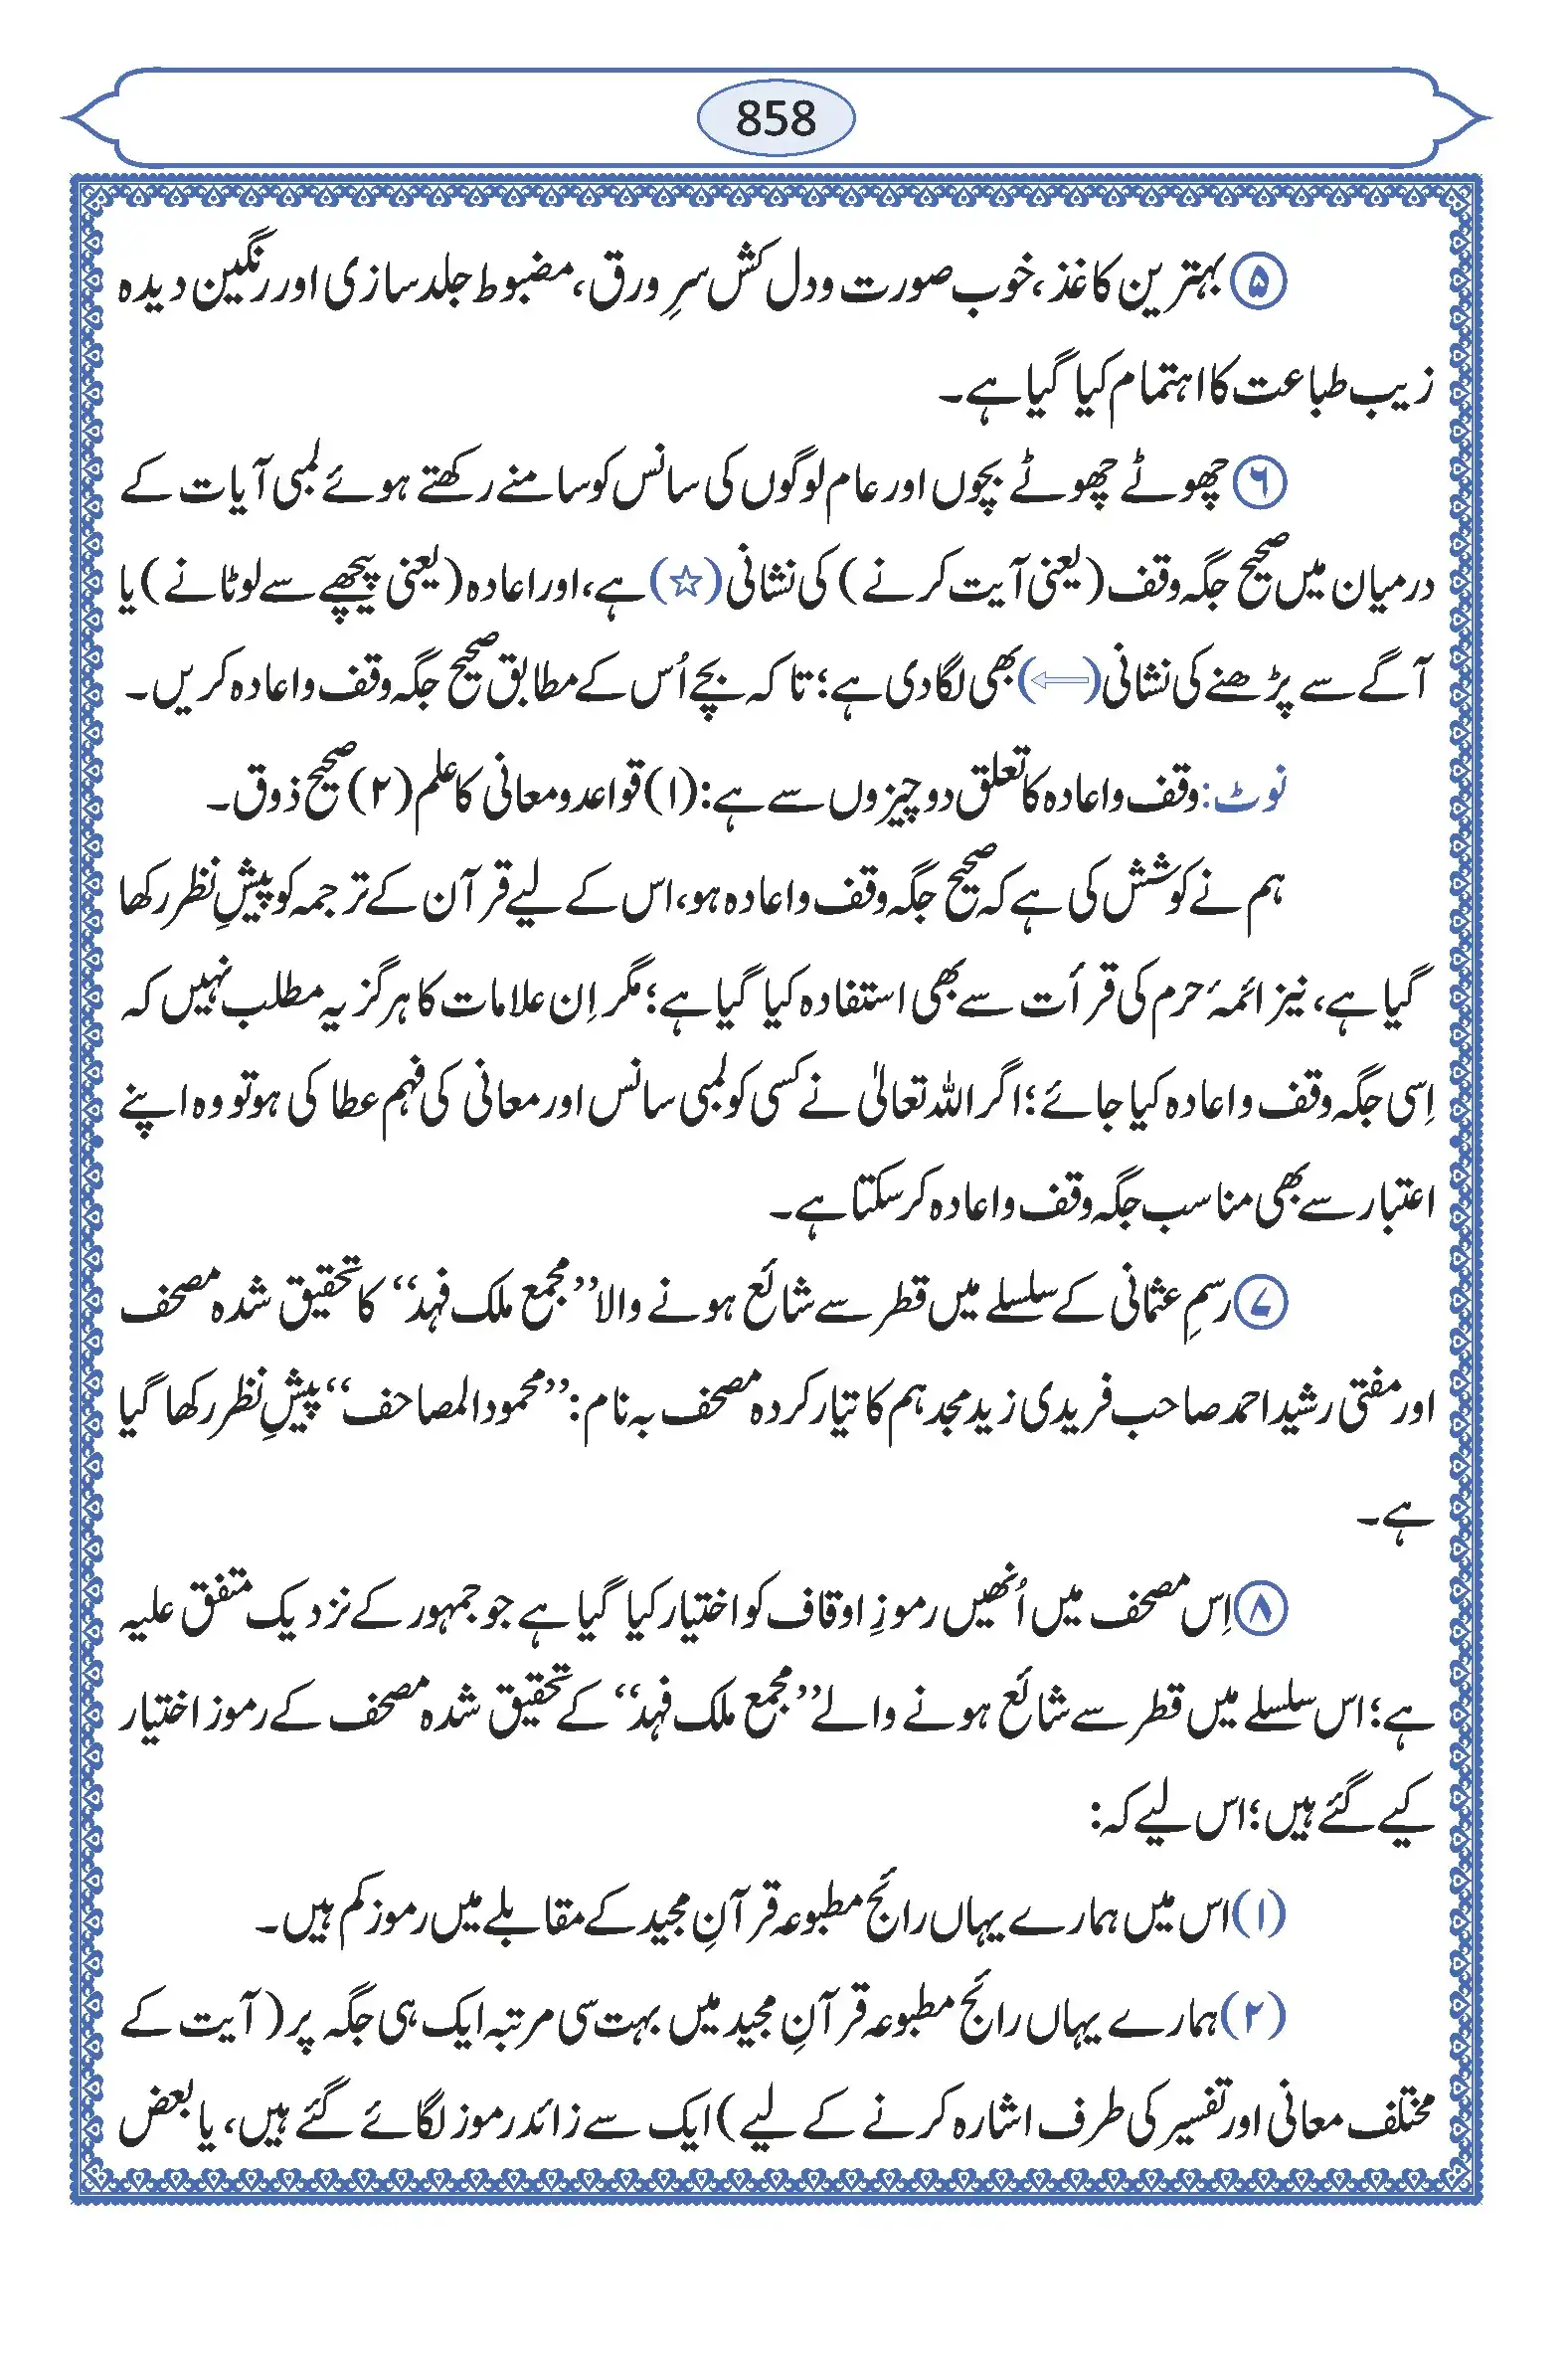 858
⑤ بہترین کاغذ، خوب صورت و دل کش سرِ ورق، مضبوط جلد سازی اور رنگین دیدہ
زیب طباعت کا اہتمام کیا گیا ہے۔
⑥ چھوٹے چھوٹے بچوں اور عام لوگوں کی سانس کو سامنے رکھتے ہوئے لمبی آیات کے
درمیان میں صحیح جگہ وقف (یعنی آیت کرنے) کی نشانی (☆) ہے، اور اعادہ (یعنی پیچھے سے لوٹانے) یا
آگے سے پڑھنے کی نشانی (⇦) بھی لگا دی ہے؛ تاکہ بچے اُس کے مطابق صحیح جگہ وقف و اعادہ کریں۔
نوٹ: وقف و اعادہ کا تعلق دو چیزوں سے ہے: (۱) قواعد و معانی کا علم (۲) صحیح ذوق۔
ہم نے کوشش کی ہے کہ صحیح جگہ وقف و اعادہ ہو، اس کے لیے قرآن کے ترجمہ کو پیشِ نظر رکھا
گیا ہے، نیز ائمۂ حرم کی قرأت سے بھی استفادہ کیا گیا ہے؛ مگر اِن علامات کا ہرگز یہ مطلب نہیں کہ
اِسی جگہ وقف و اعادہ کیا جائے؛ اگر اللہ تعالیٰ نے کسی کو لمبی سانس اور معانی کی فہم عطا کی ہو تو وہ اپنے
اعتبار سے بھی مناسب جگہ وقف و اعادہ کر سکتا ہے۔
⑦ رسمِ عثمانی کے سلسلے میں قطر سے شائع ہونے والا ’’مجمع ملک فہد‘‘ کا تحقیق شدہ مصحف
اور مفتی رشید احمد صاحب فریدی زید مجدہم کا تیار کردہ مصحف بہ نام: ’’محمود المصاحف‘‘ پیشِ نظر رکھا گیا
ہے۔
⑧ اِس مصحف میں اُنھیں رموزِ اوقاف کو اختیار کیا گیا ہے جو جمہور کے نزدیک متفق علیہ
ہے؛ اس سلسلے میں قطر سے شائع ہونے والے ’’مجمع ملک فہد‘‘ کے تحقیق شدہ مصحف کے رموز اختیار
کیے گئے ہیں؛ اس لیے کہ:
(۱) اس میں ہمارے یہاں رائج مطبوعہ قرآنِ مجید کے مقابلے میں رموز کم ہیں۔
(۲) ہمارے یہاں رائج مطبوعہ قرآنِ مجید میں بہت سی مرتبہ ایک ہی جگہ پر (آیت کے
مختلف معانی اور تفسیر کی طرف اشارہ کرنے کے لیے) ایک سے زائد رموز لگائے گئے ہیں، یا بعض